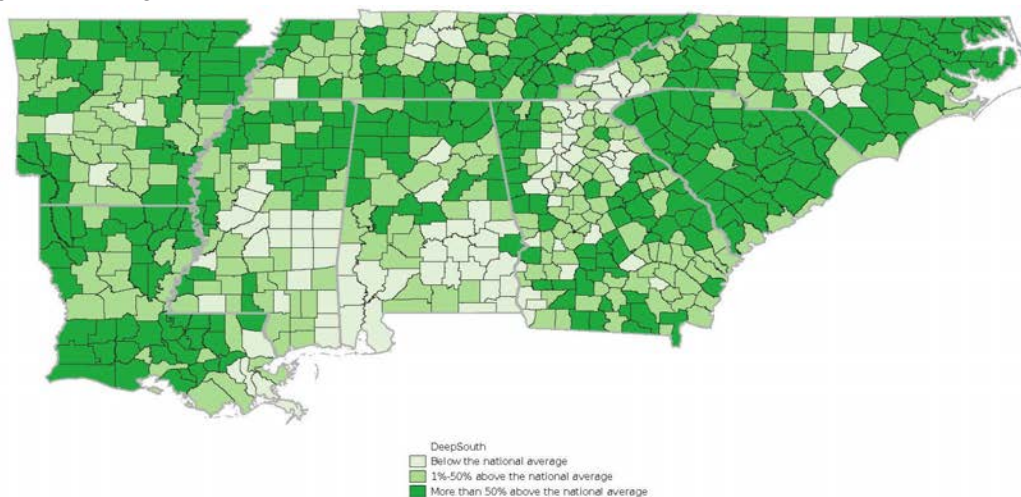 DeepSouth
Below the national average
1%-50% above the national average
More than 50% above the national average